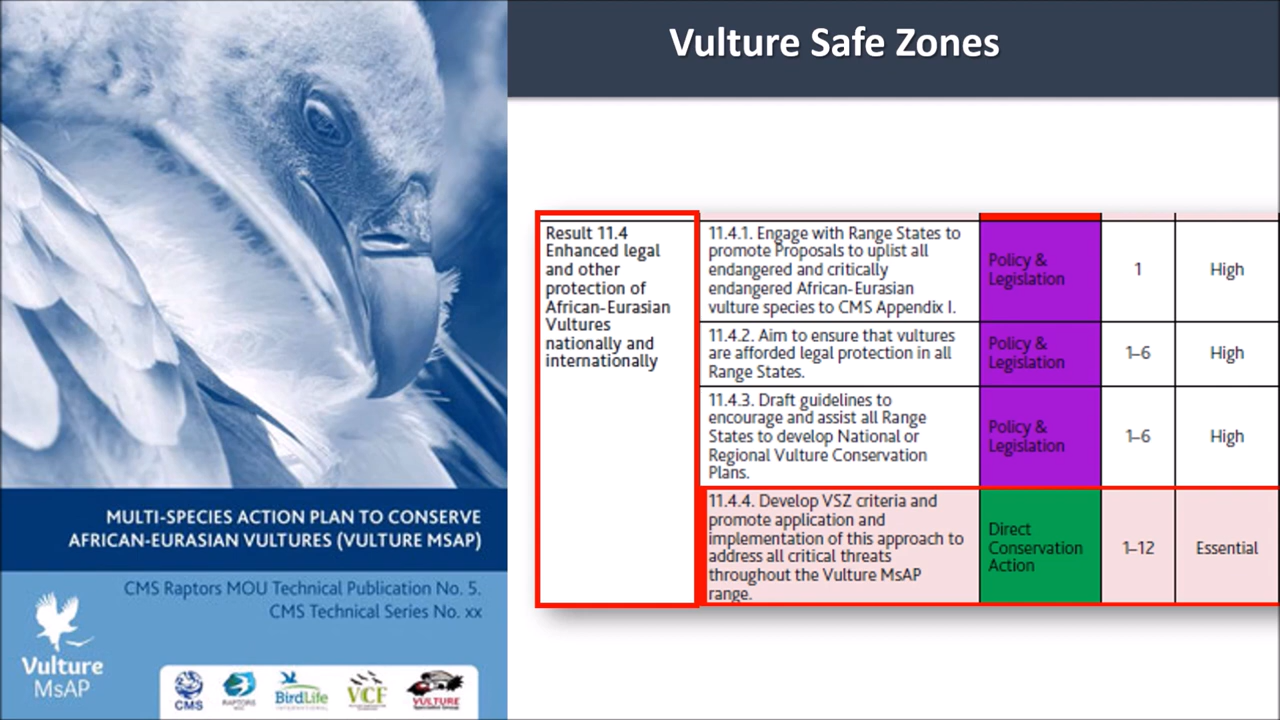 Vulture Safe Zones
Result 11.4
Enhanced legal
and other
protection of
African-Eurasian
Vultures
nationally and
internationally
11.4.1. Engage with Range States to
promote Proposals to uplist all
endangered and critically
endangered African-Eurasian
vulture species to CMS Appendix I.
Policy &
Legislation
1
High
11.4.2. Aim to ensure that vultures
are afforded legal protection in all
Range States.
Policy &
Legislation
1–6
High
11.4.3. Draft guidelines to
encourage and assist all Range
States to develop National or
Regional Vulture Conservation
Plans.
Policy &
Legislation
1–6
High
11.4.4. Develop VSZ criteria and
promote application and
implementation of this approach to
address all critical threats
throughout the Vulture MsAP
range.
Direct
Conservation
Action
1–12
Essential
MULTI-SPECIES ACTION PLAN TO CONSERVE
AFRICAN-EURASIAN VULTURES (VULTURE MSAP)
CMS Raptors MOU Technical Publication No. 5.
CMS Technical Series No. xx
Vulture
MsAP
CMS
RAPTORS
BirdLife
INTERNATIONAL
VCF
VULTURE
Specialist Group